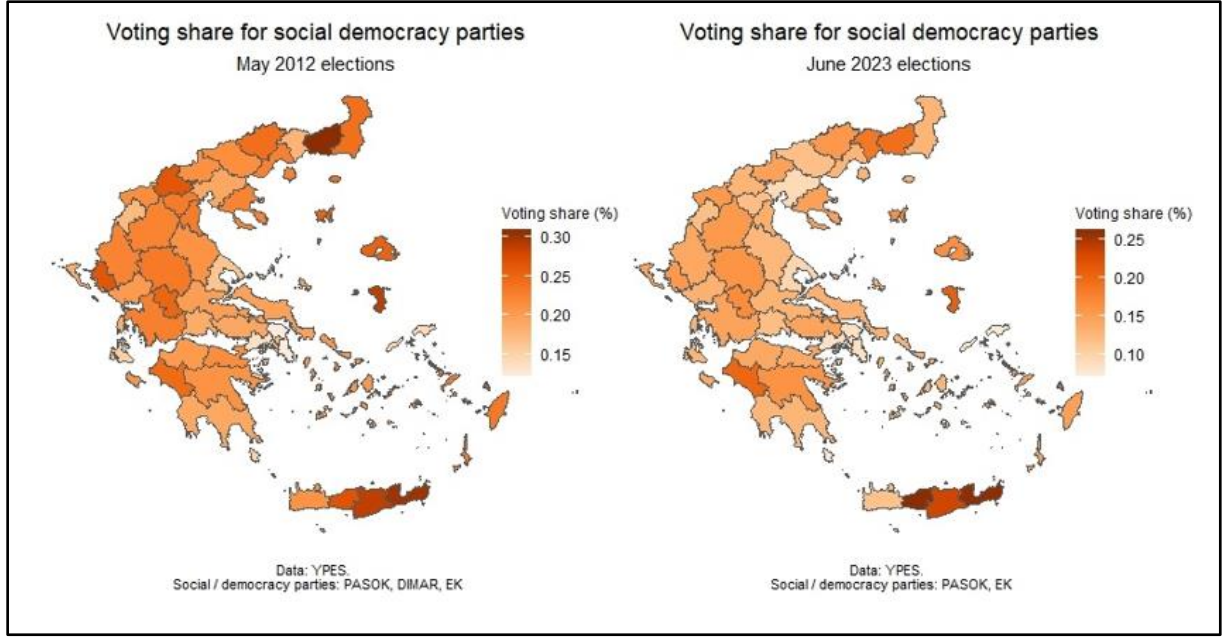 Voting share for social democracy parties
May 2012 elections
Voting share (%)
0.30
0.25
0.20
0.15
Data: YPES.
Social / democracy parties: PASOK, DIMAR, EK
Voting share for social democracy parties
June 2023 elections
Voting share (%)
0.25
0.20
0.15
0.10
Data: YPES.
Social / democracy parties: PASOK, EK